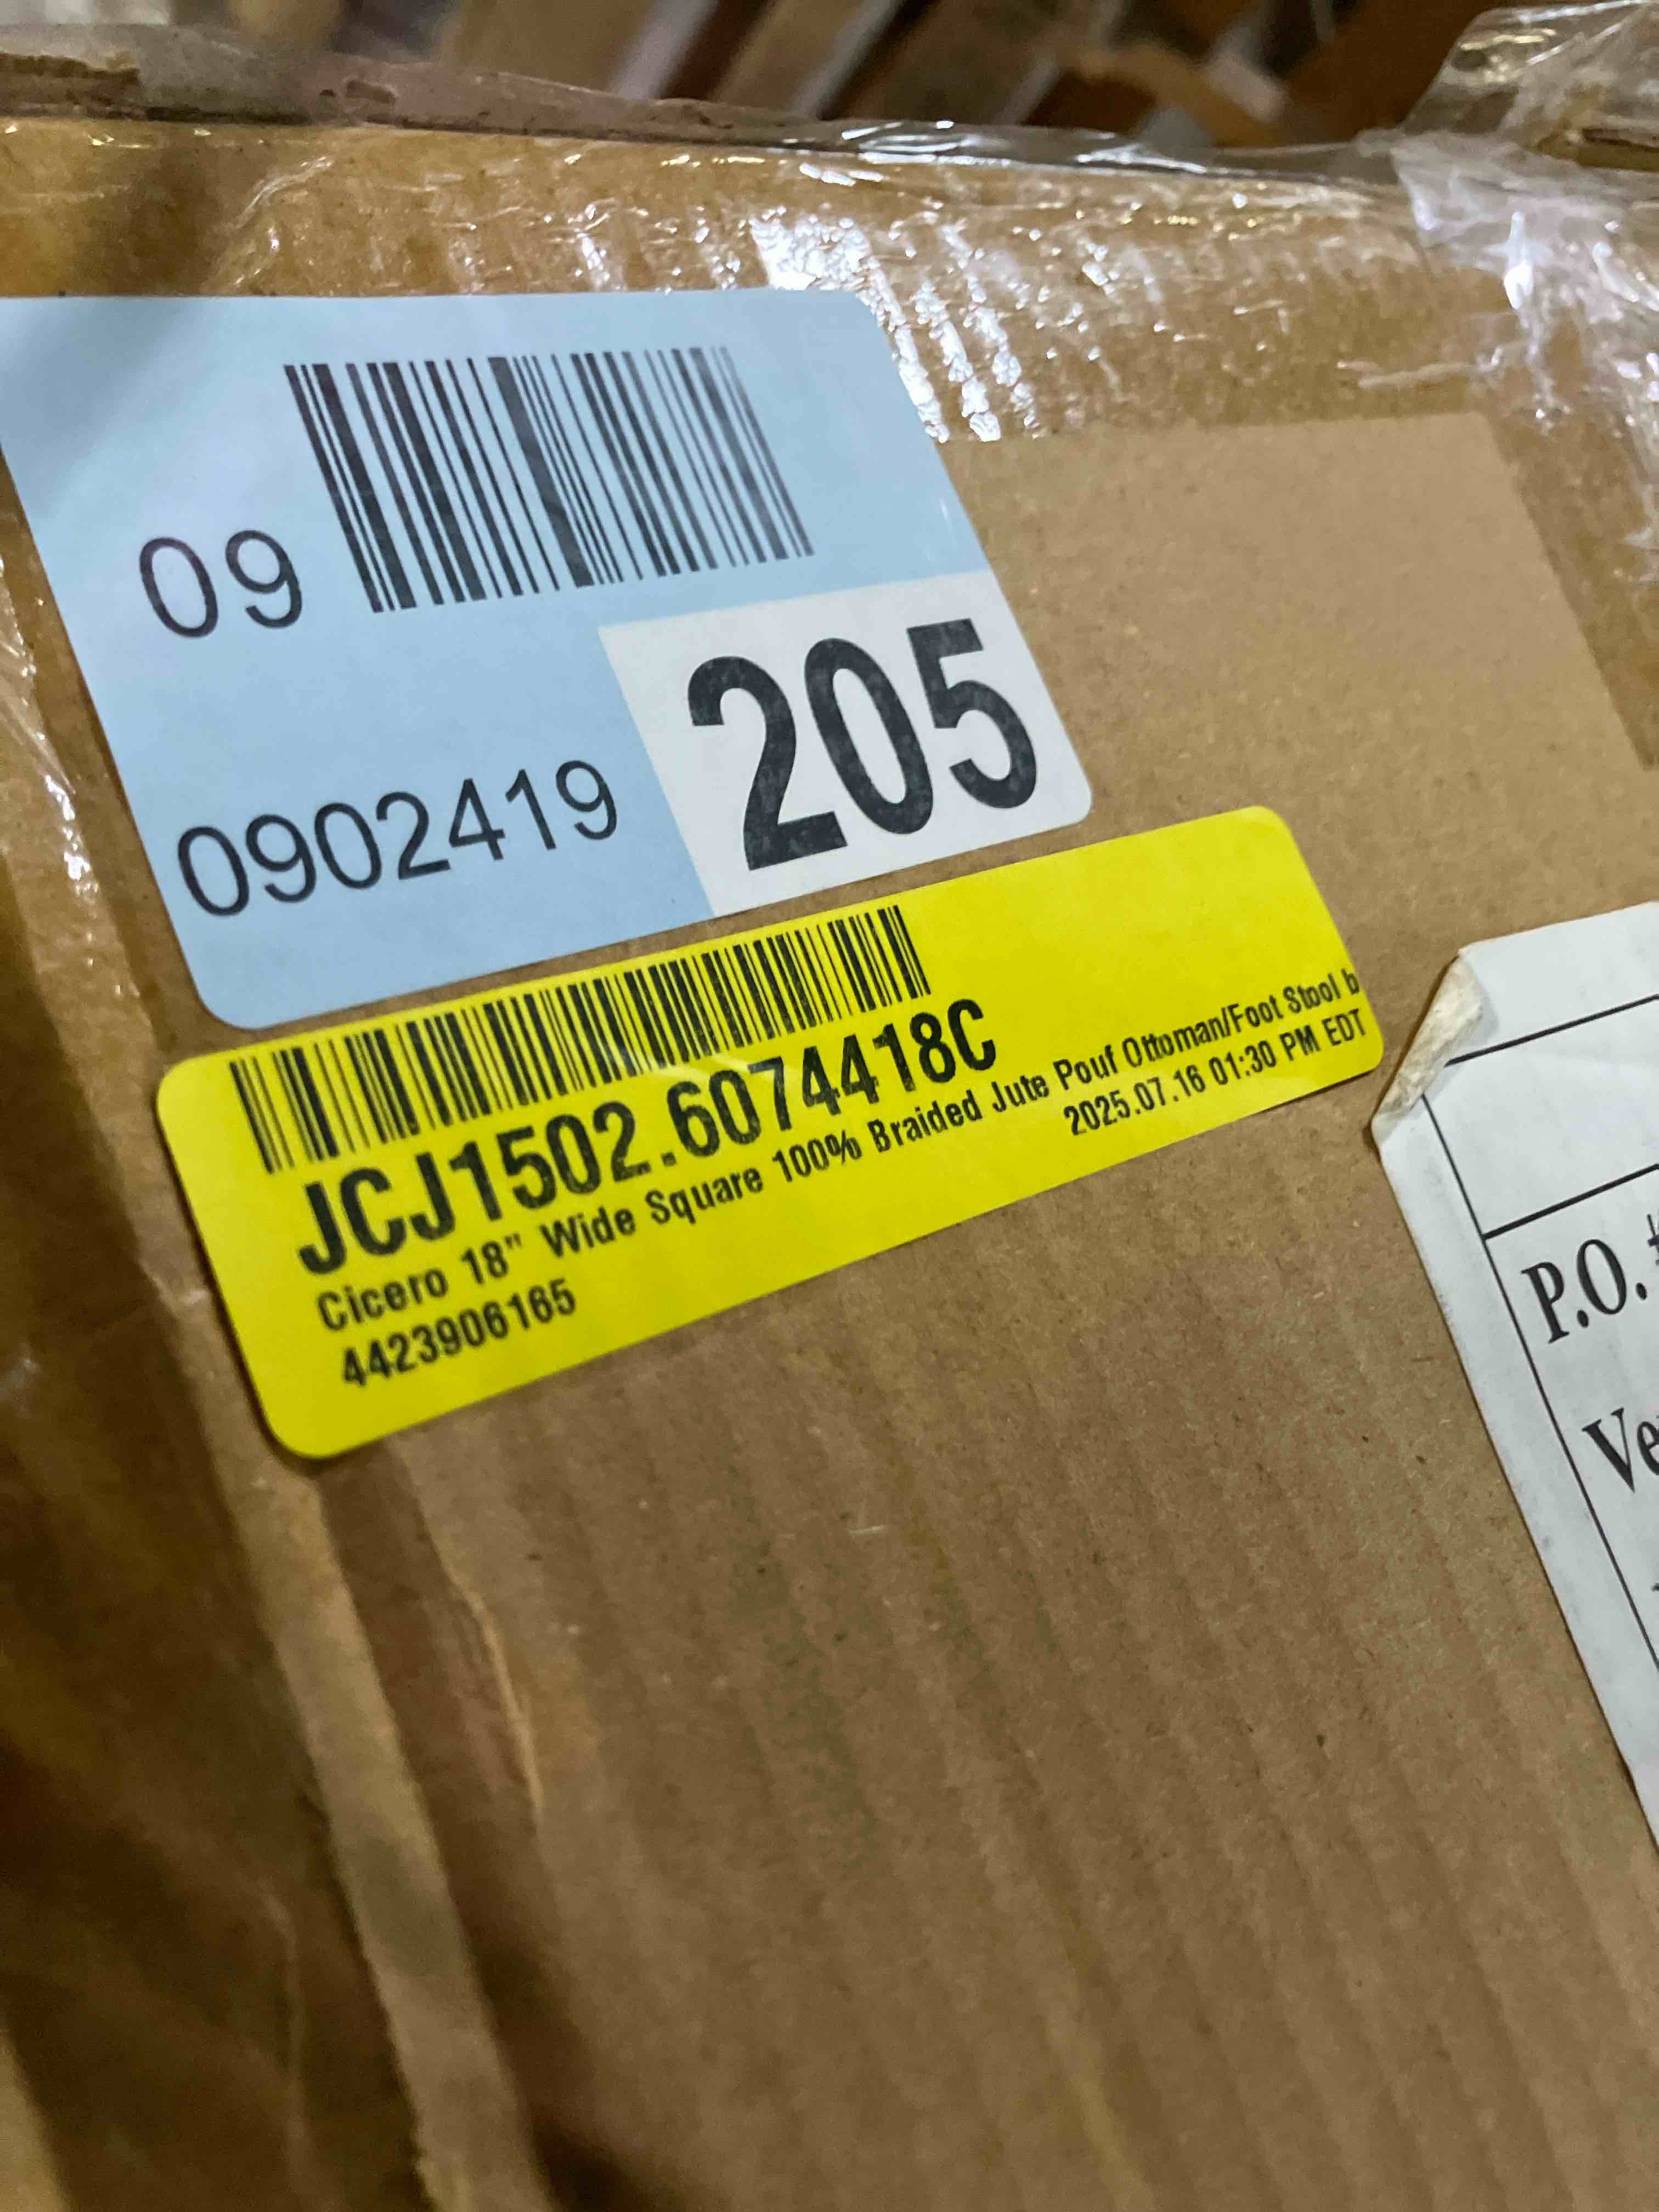 09
0902419
205
JCJ1502.6074418C
Cicero 18" Wide Square 100% Braided Jute Pouf Ottoman/Foot Stool b
2025.07.16 01:30 PM EDT
4423906165
P.O. #
Ve